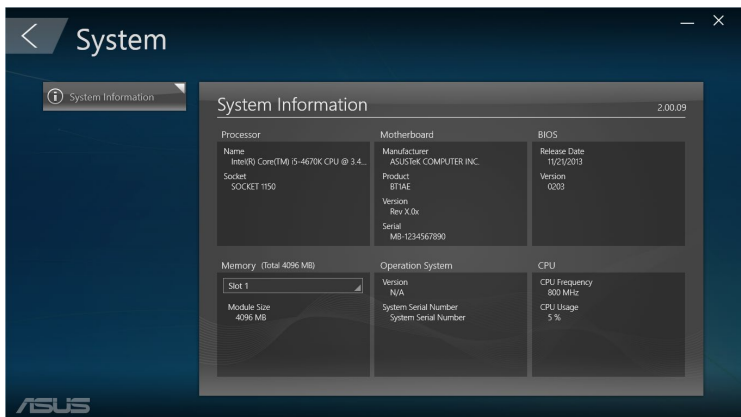 System
System Information
System Information
2.00.09
Processor
Name
Intel(R) Core(TM) i5-4670K CPU @ 3.4...
Socket
SOCKET 1150
Motherboard
Manufacturer
ASUSTeK COMPUTER INC.
Product
BT1AE
Version
Rev X.0x
Serial
MB-1234567890
BIOS
Release Date
11/21/2013
Version
0203
Memory (Total 4096 MB)
Slot 1
Module Size
4096 MB
Operation System
Version
N/A
System Serial Number
System Serial Number
CPU
CPU Frequency
800 MHz
CPU Usage
5 %
ASUS